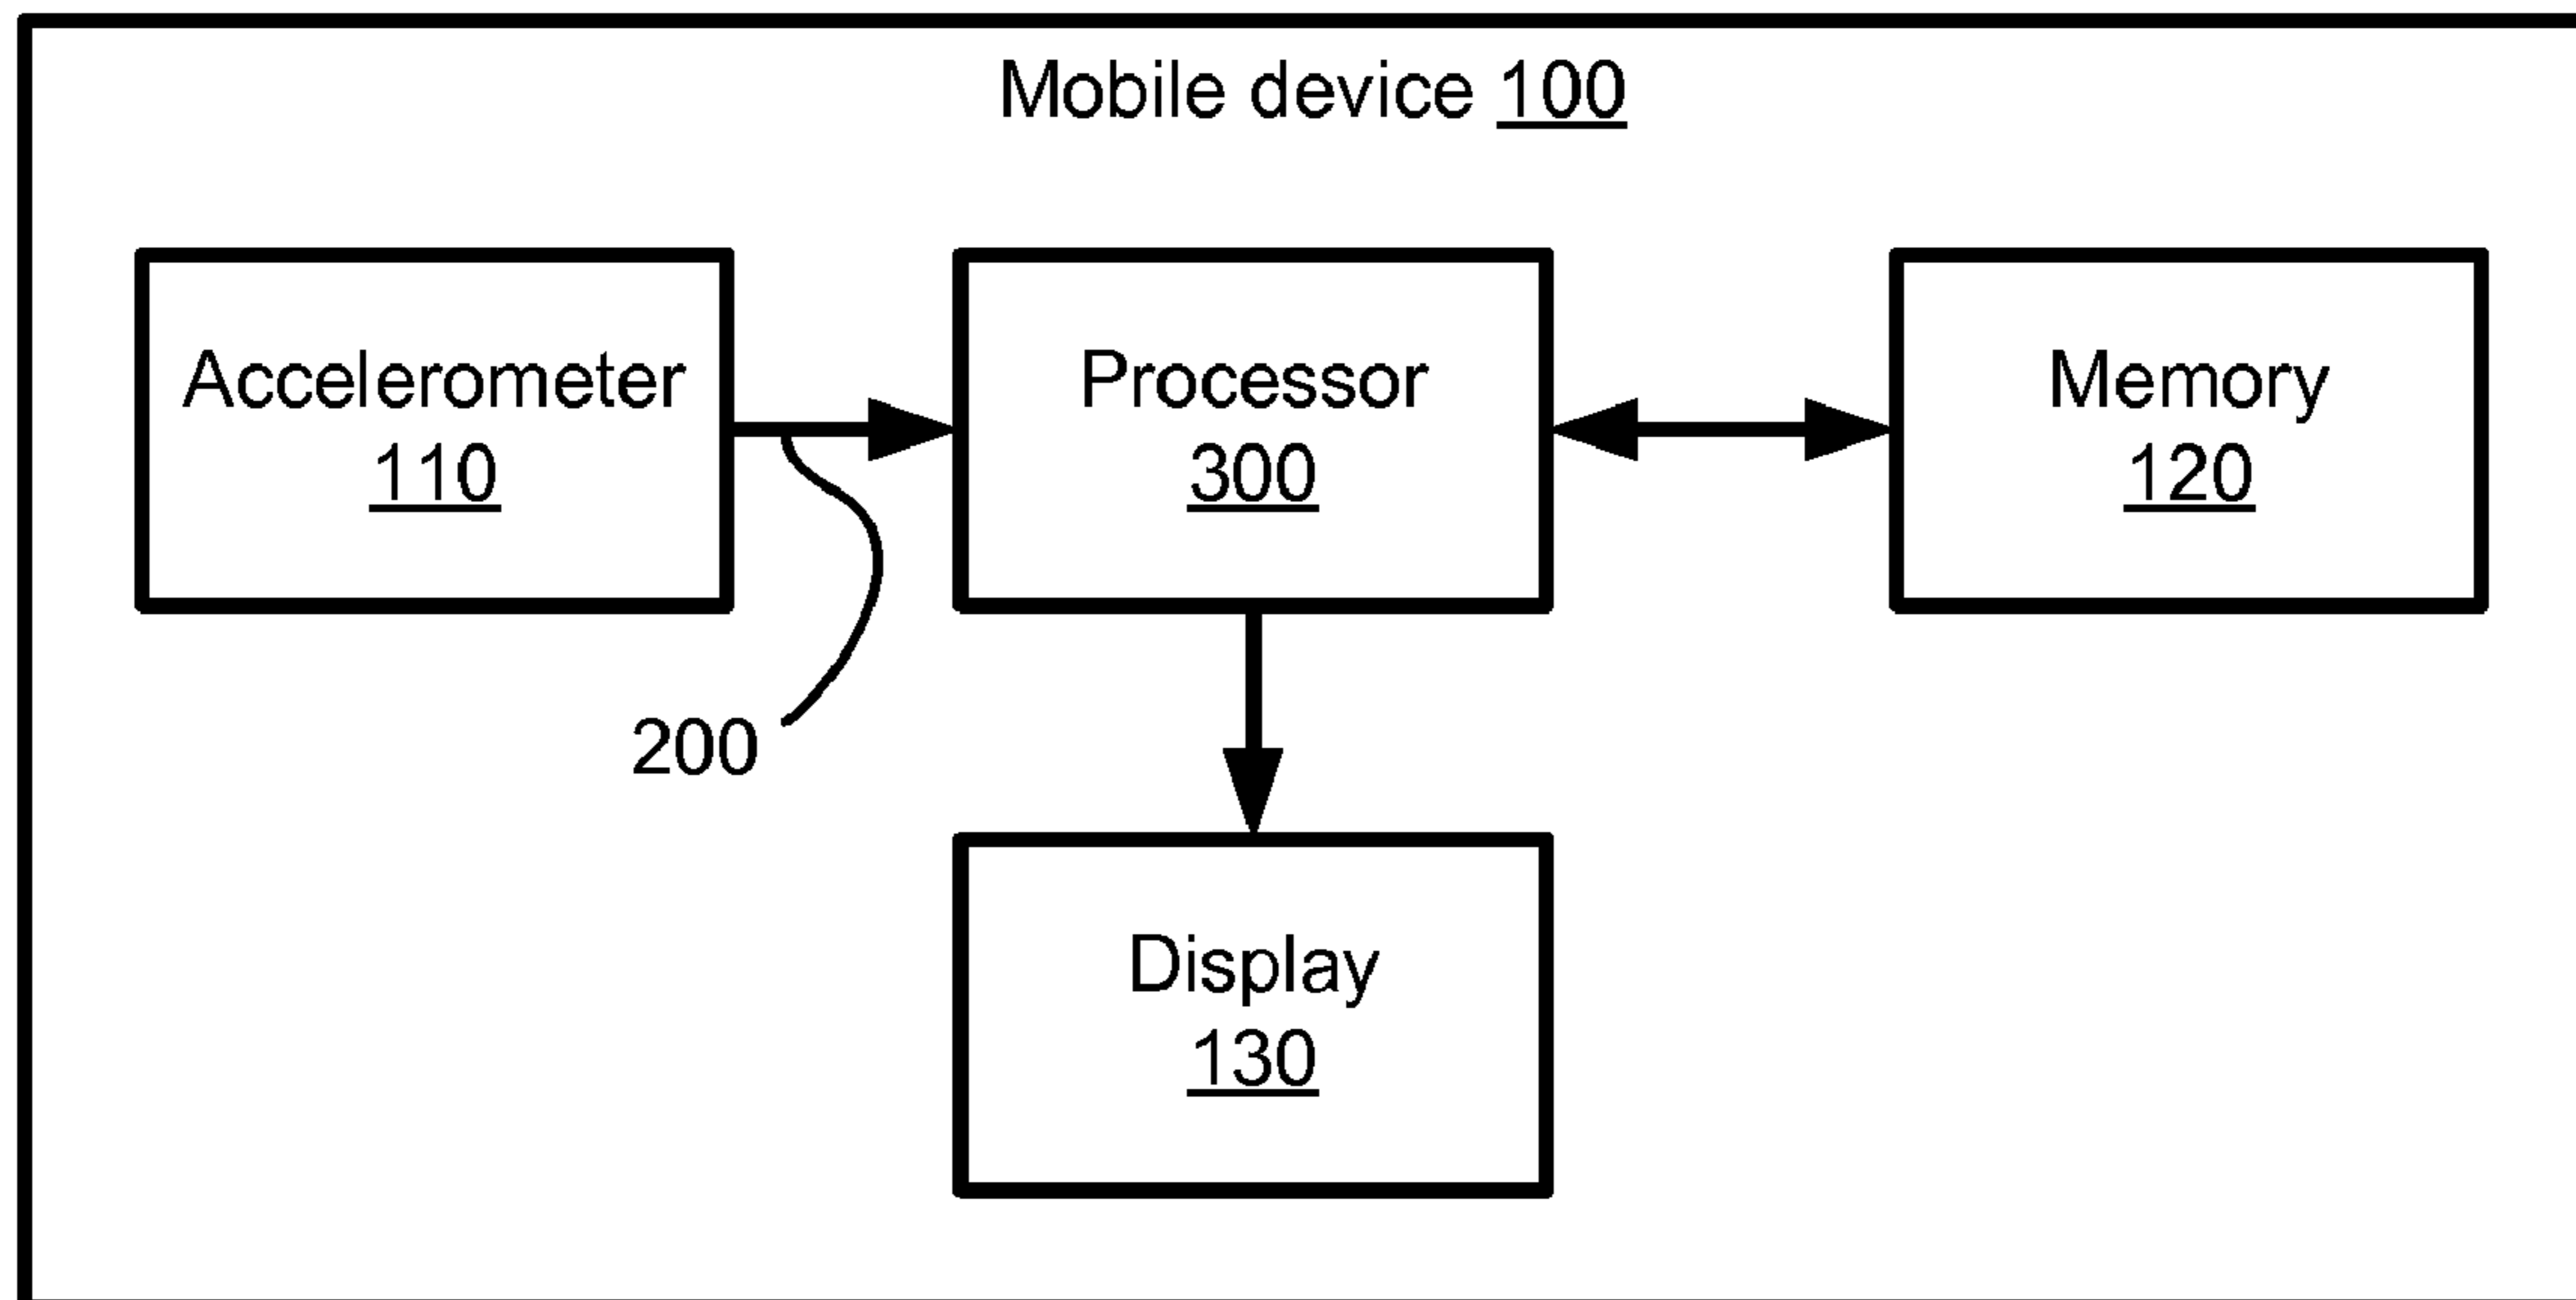 Mobile device 100
Accelerometer
110
Processor
300
Memory
120
200
Display
130